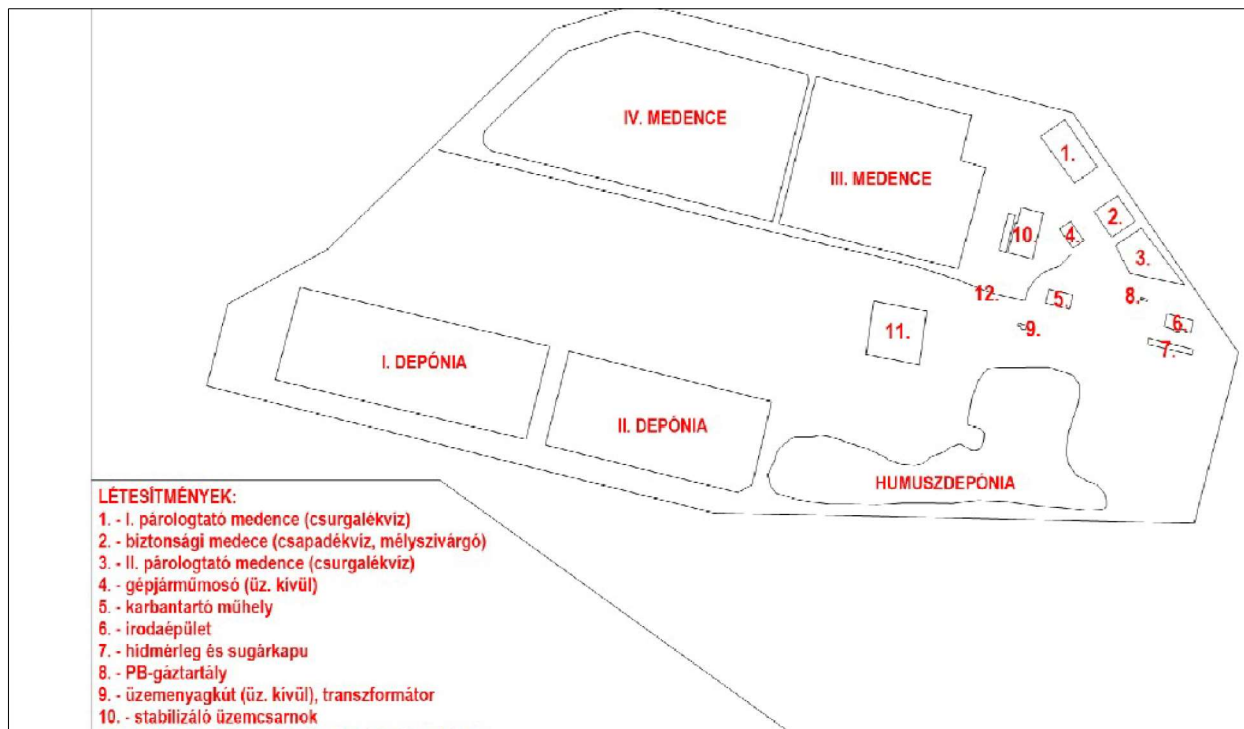 IV. MEDENCE
III. MEDENCE
1.
2.
3.
4.
10.
12.
5.
8.
9.
6.
7.
11.
I. DEPÓNIA
II. DEPÓNIA
HUMUSZDEPÓNIA
LÉTESÍTMÉNYEK:
1. - I. párologtató medence (csurgalékvíz)
2. - biztonsági medece (csapadékvíz, mélyszivárgó)
3. - II. párologtató medence (csurgalékvíz)
4. - gépjárműmosó (üz. kívül)
5. - karbantartó műhely
6. - irodaépület
7. - hídmérleg és sugárkapu
8. - PB-gáztartály
9. - üzemenyagkút (üz. kívül), transzformátor
10. - stabilizáló üzemcsarnok